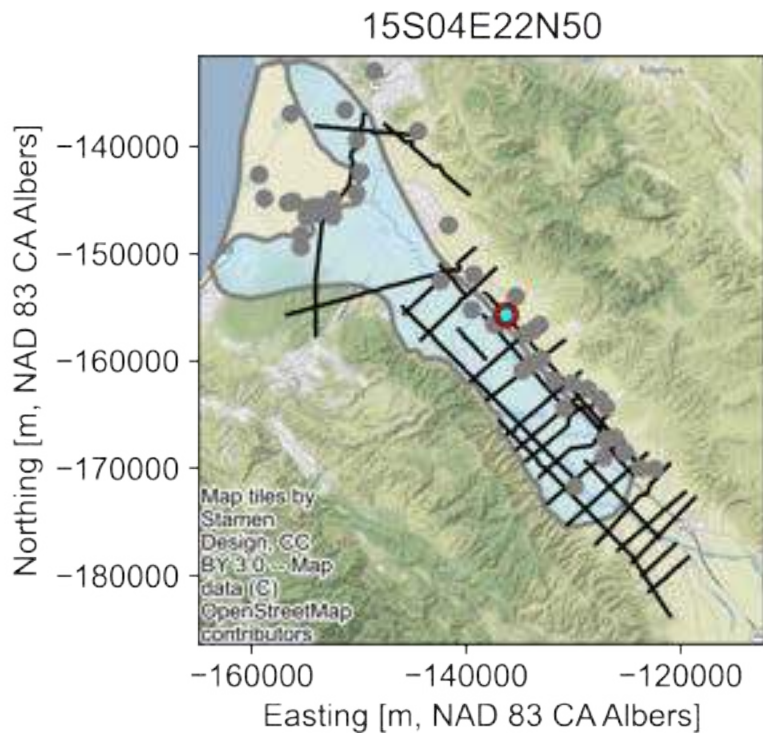 15S04E22N50
−140000
−150000
−160000
−170000
−180000
Northing [m, NAD 83 CA Albers]
Map tiles by
Stamen
Design, CC
BY 3.0 -- Map
data (C)
OpenStreetMap
contributors
−160000 −140000 −120000
Easting [m, NAD 83 CA Albers]